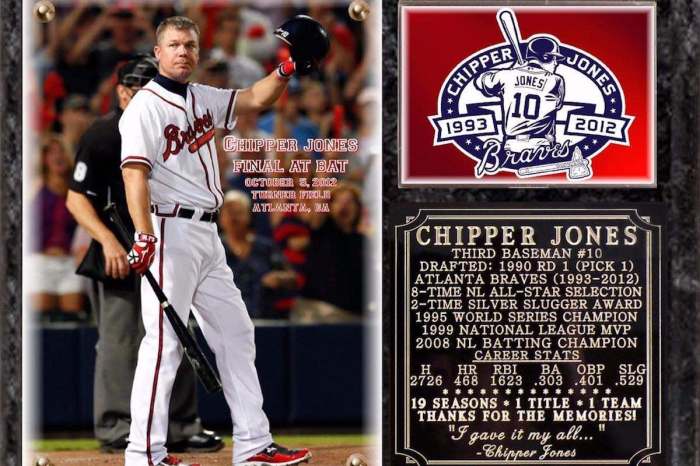 Braves
CHIPPER JONES
FINAL AT BAT
OCTOBER 5, 2012
TURNER FIELD
ATLANTA, GA
CHIPPER JONES
JONES
10
1993 2012
Braves
CHIPPER JONES
THIRD BASEMAN #10
DRAFTED: 1990 RD 1 (PICK 1)
ATLANTA BRAVES (1993-2012)
8-TIME NL ALL-STAR SELECTION
2-TIME SILVER SLUGGER AWARD
1995 WORLD SERIES CHAMPION
1999 NATIONAL LEAGUE MVP
2008 NL BATTING CHAMPION
CAREER STATS
H HR RBI BA OBP SLG
2726 468 1623 .303 .401 .529
19 SEASONS * 1 TITLE * 1 TEAM
THANKS FOR THE MEMORIES!
"I gave it my all..."
-Chipper Jones